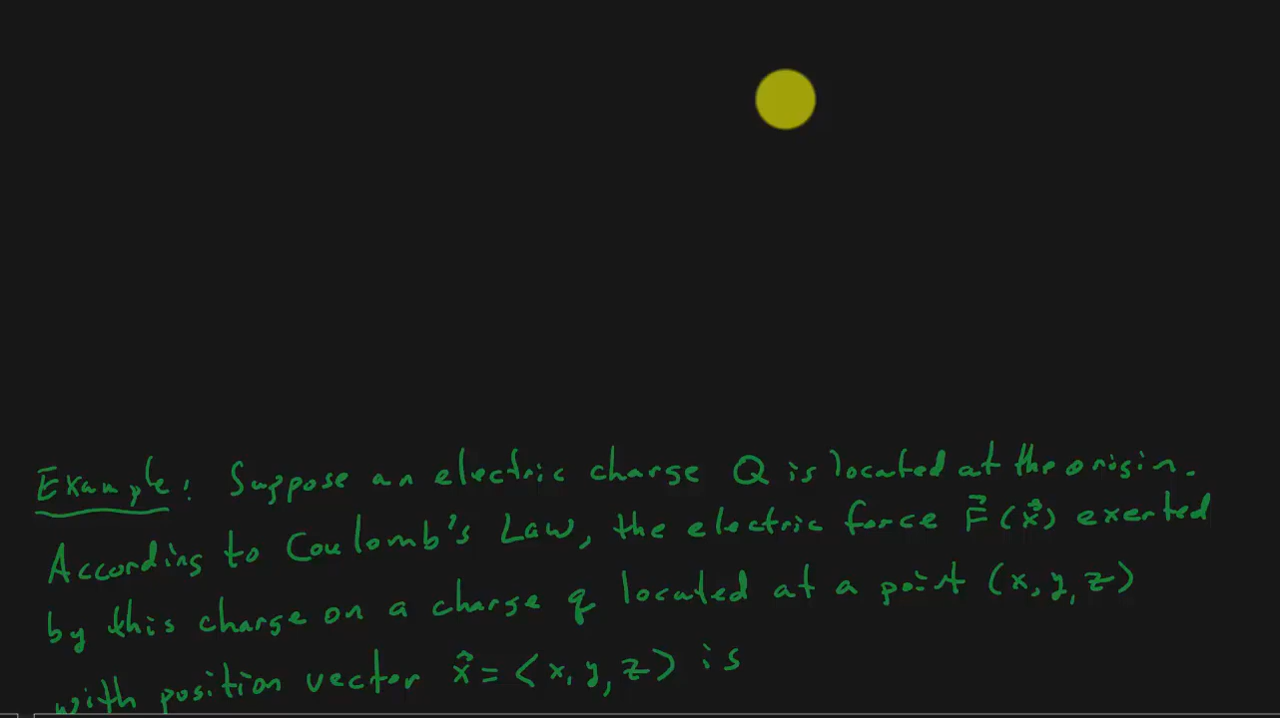 Example: Suppose an electric charge Q is located at the origin.
According to Coulomb's Law, the electric force F⃗(x⃗) exerted
by this charge on a charge q located at a point (x, y, z)
with position vector x⃗ = ⟨x, y, z⟩ is